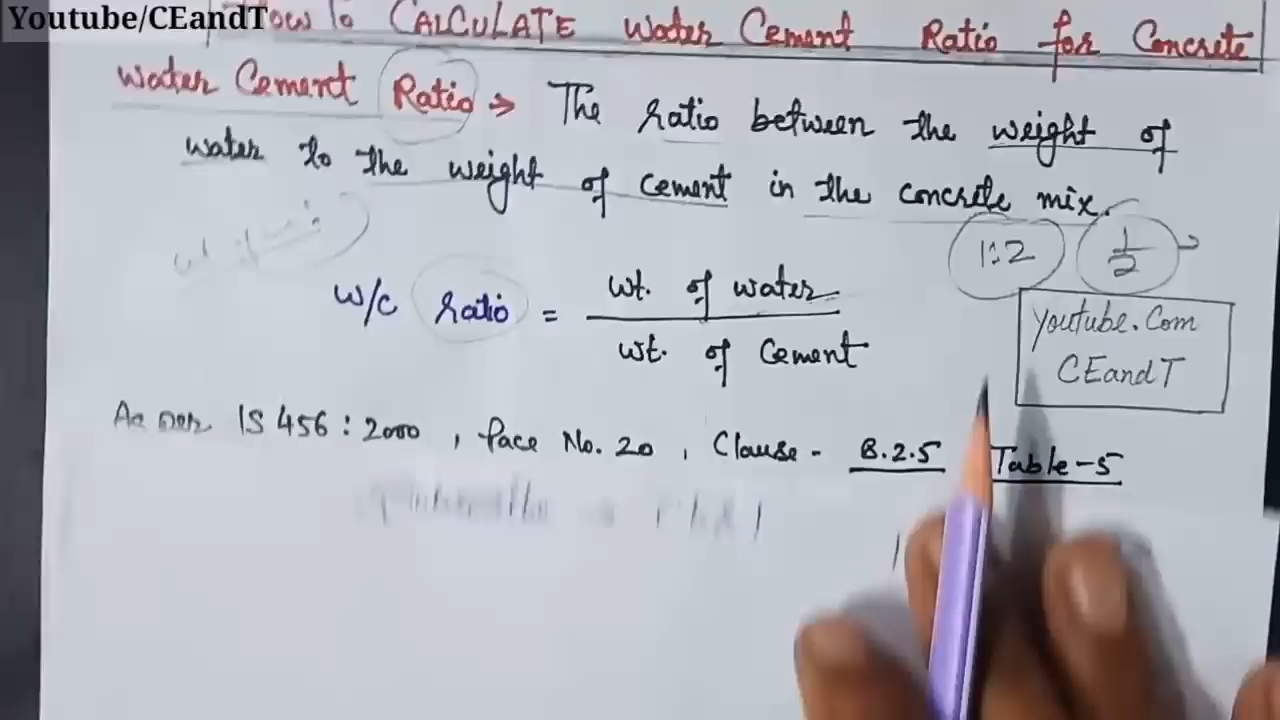 Youtube/CEandT
How To CALCULATE Water Cement Ratio for Concrete
Water Cement Ratio → The ratio between the weight of
water to the weight of cement in the concrete mix.
1:2 1/2
w/c ratio = wt. of water / wt. of Cement
Youtube.Com
CEandT
As per IS 456 : 2000 , Page No. 20 , Clause - 8.2.5 Table-5